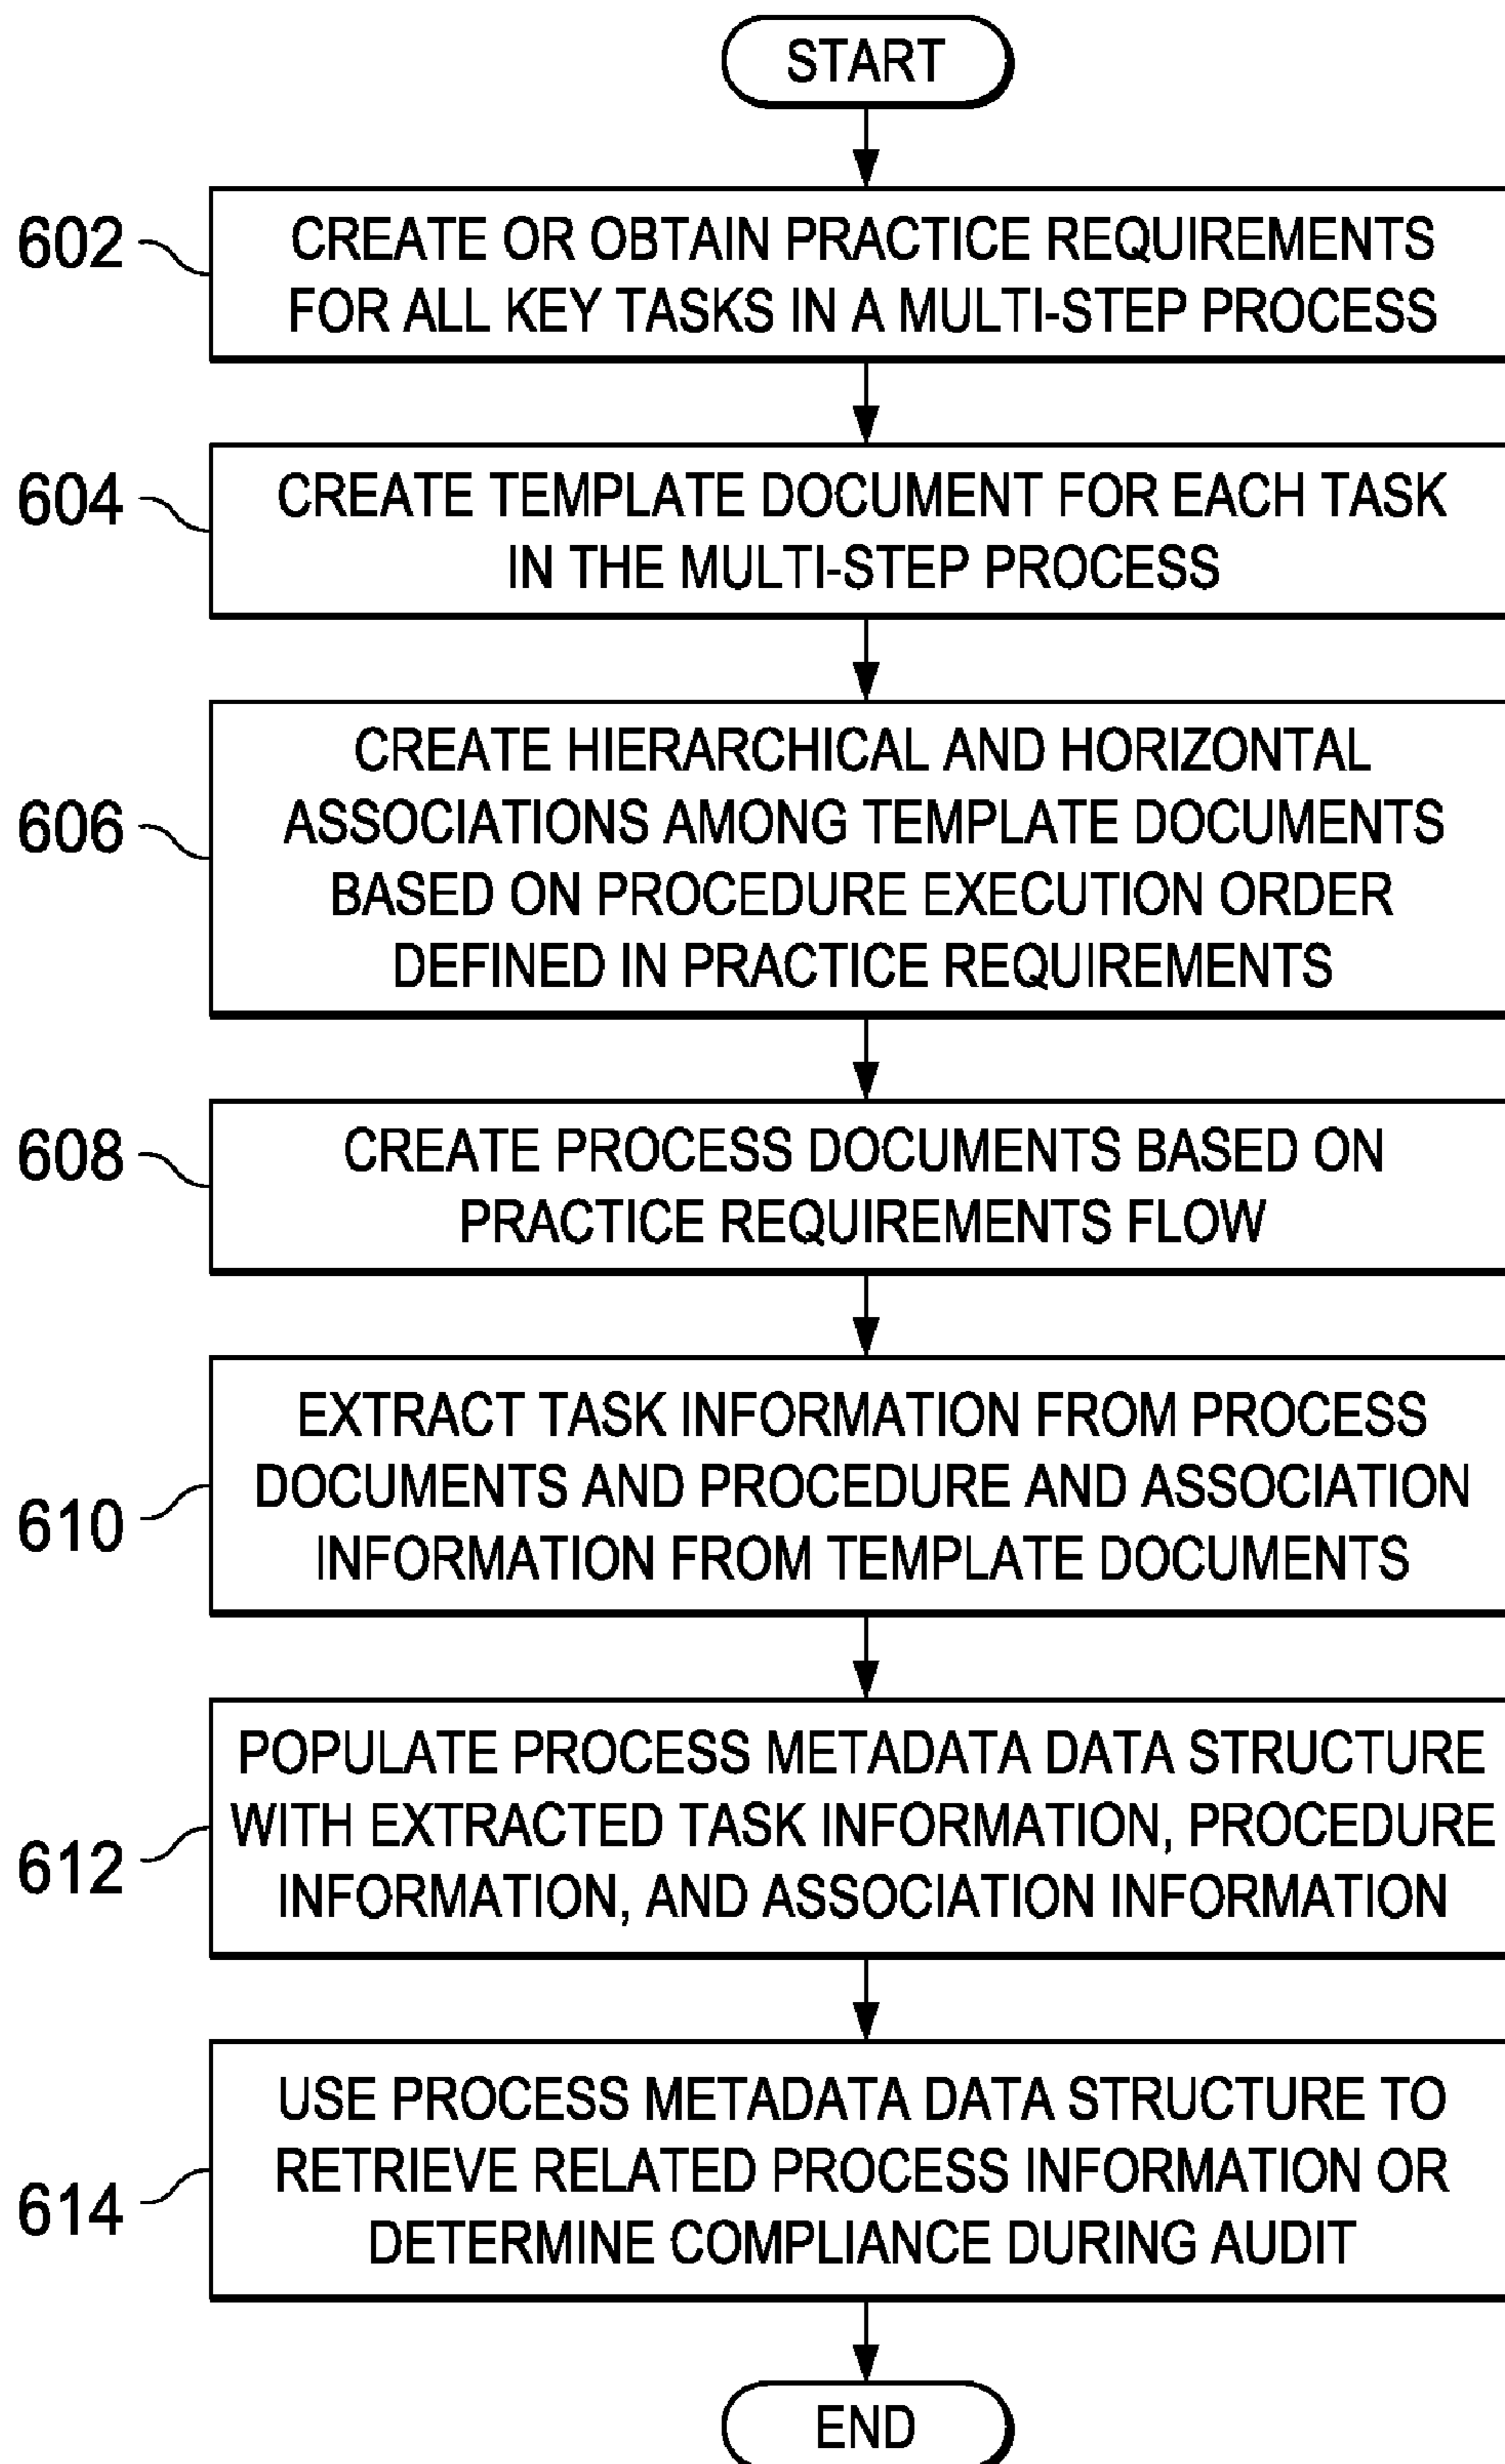 START
602
CREATE OR OBTAIN PRACTICE REQUIREMENTS
FOR ALL KEY TASKS IN A MULTI-STEP PROCESS
604
CREATE TEMPLATE DOCUMENT FOR EACH TASK
IN THE MULTI-STEP PROCESS
606
CREATE HIERARCHICAL AND HORIZONTAL
ASSOCIATIONS AMONG TEMPLATE DOCUMENTS
BASED ON PROCEDURE EXECUTION ORDER
DEFINED IN PRACTICE REQUIREMENTS
608
CREATE PROCESS DOCUMENTS BASED ON
PRACTICE REQUIREMENTS FLOW
610
EXTRACT TASK INFORMATION FROM PROCESS
DOCUMENTS AND PROCEDURE AND ASSOCIATION
INFORMATION FROM TEMPLATE DOCUMENTS
612
POPULATE PROCESS METADATA DATA STRUCTURE
WITH EXTRACTED TASK INFORMATION, PROCEDURE
INFORMATION, AND ASSOCIATION INFORMATION
614
USE PROCESS METADATA DATA STRUCTURE TO
RETRIEVE RELATED PROCESS INFORMATION OR
DETERMINE COMPLIANCE DURING AUDIT
END